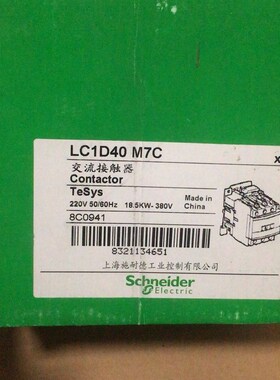 LC1D40 M7C
x
交流接触器
Contactor
TeSys
220V 50/60Hz 18.5KW- 380V
Made in
China
8C0941
8321134651
上海施耐德工业控制有限公司
Schneider
Electric